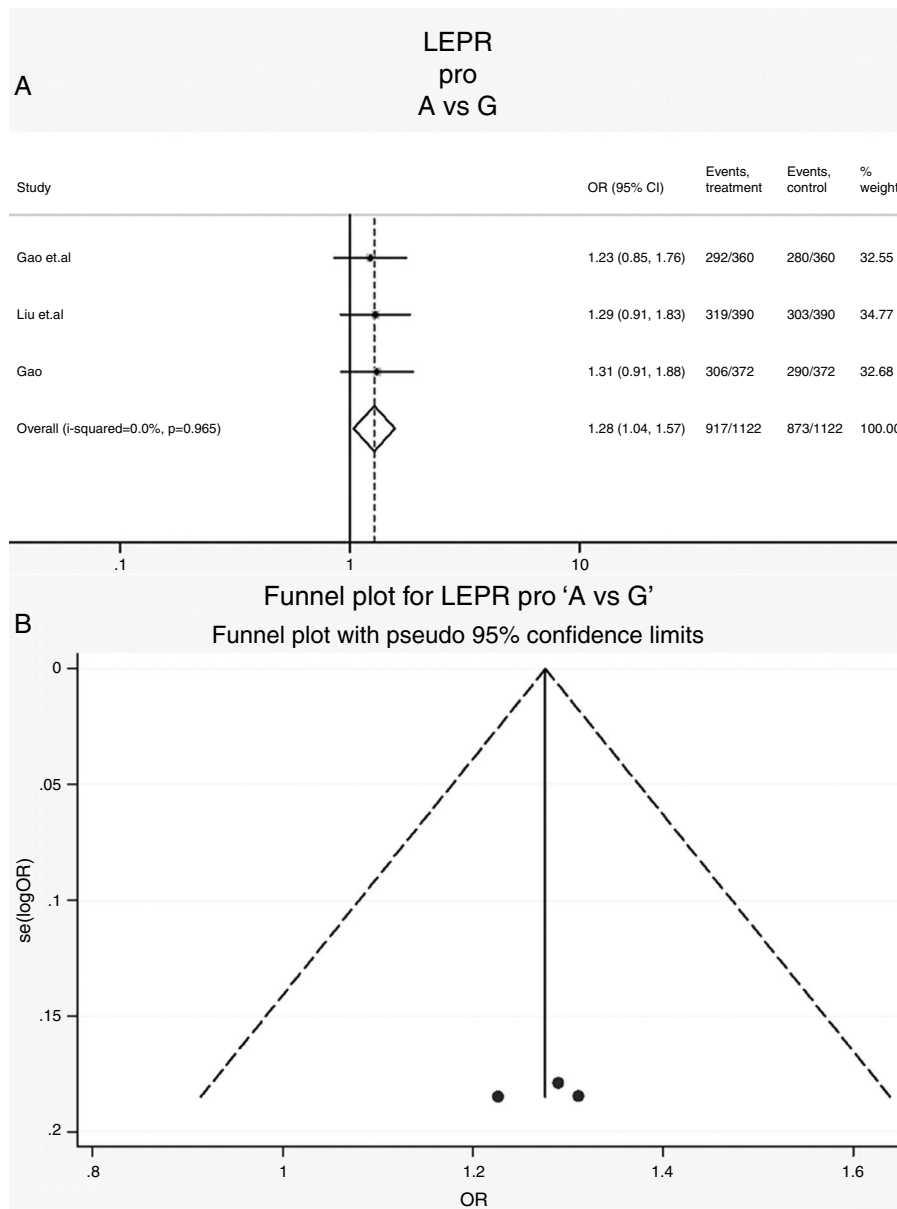 A
LEPR
pro
A vs G
Study
OR (95% CI)
Events, treatment
Events, control
% weight
Gao et.al 1.23 (0.85, 1.76) 292/360 280/360 32.55
Liu et.al 1.29 (0.91, 1.83) 319/390 303/390 34.77
Gao 1.31 (0.91, 1.88) 306/372 290/372 32.68
Overall (i-squared=0.0%, p=0.965) 1.28 (1.04, 1.57) 917/1122 873/1122 100.00
.1 1 10
B
Funnel plot for LEPR pro ‘A vs G’
Funnel plot with pseudo 95% confidence limits
se(logOR)
0
.05
.1
.15
.2
.8 1 1.2 1.4 1.6
OR